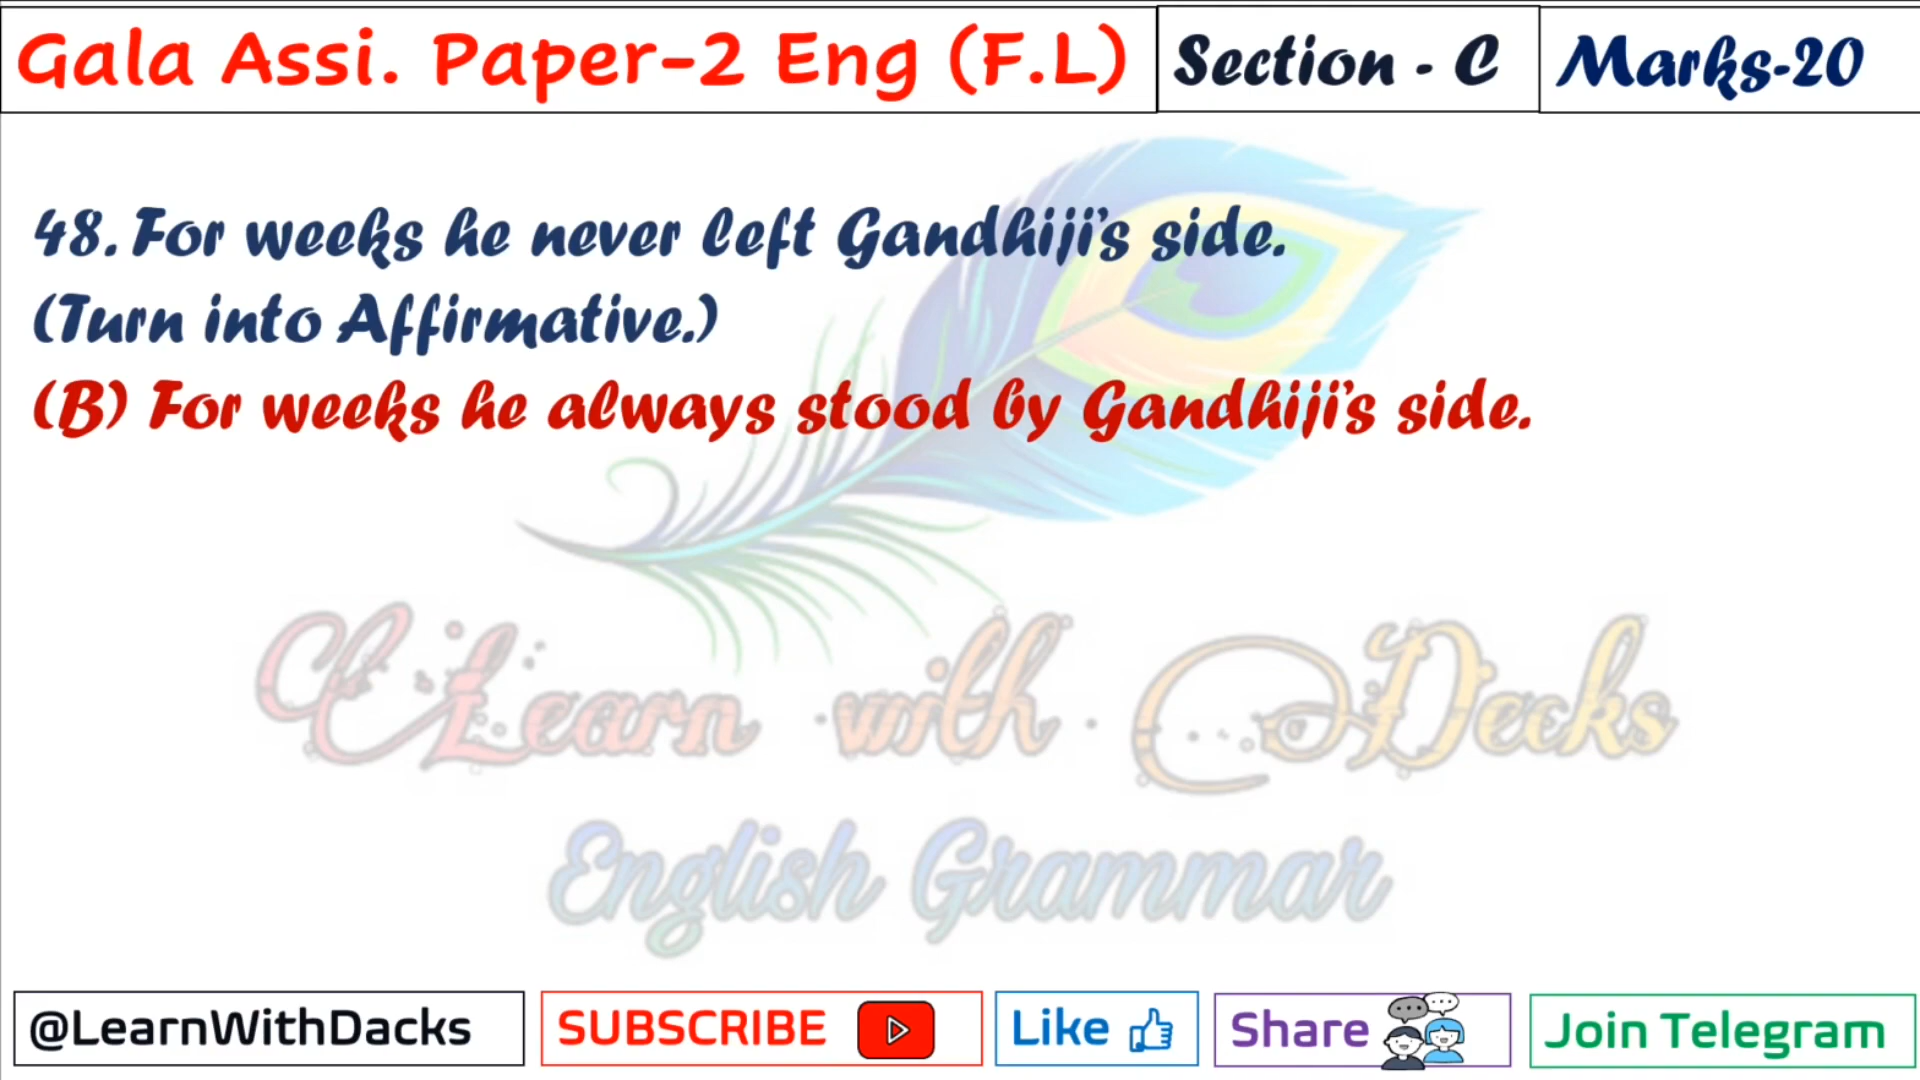 Gala Assi. Paper-2 Eng (F.L) Section - C Marks-20
48. For weeks he never left Gandhiji's side.
(Turn into Affirmative.)
(B) For weeks he always stood by Gandhiji's side.
Learn with Decks
English Grammar
@LearnWithDacks SUBSCRIBE Like Share Join Telegram